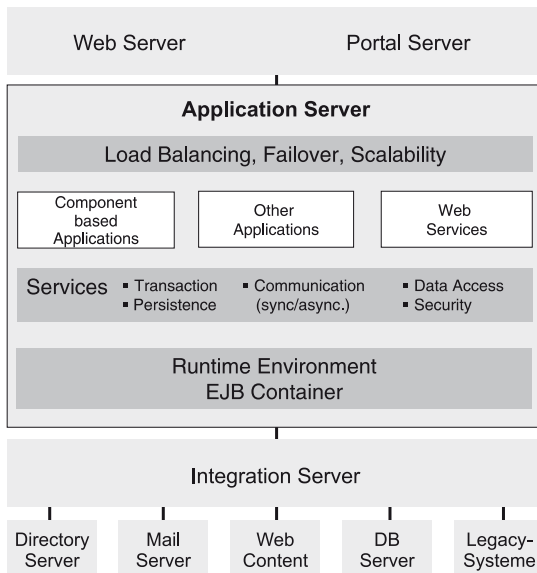 Web Server Portal Server
Application Server
Load Balancing, Failover, Scalability
Component
based
Applications
Other
Applications
Web
Services
Services
▪ Transaction
▪ Persistence
▪ Communication
(sync/async.)
▪ Data Access
▪ Security
Runtime Environment
EJB Container
Integration Server
Directory
Server
Mail
Server
Web
Content
DB
Server
Legacy-
Systeme